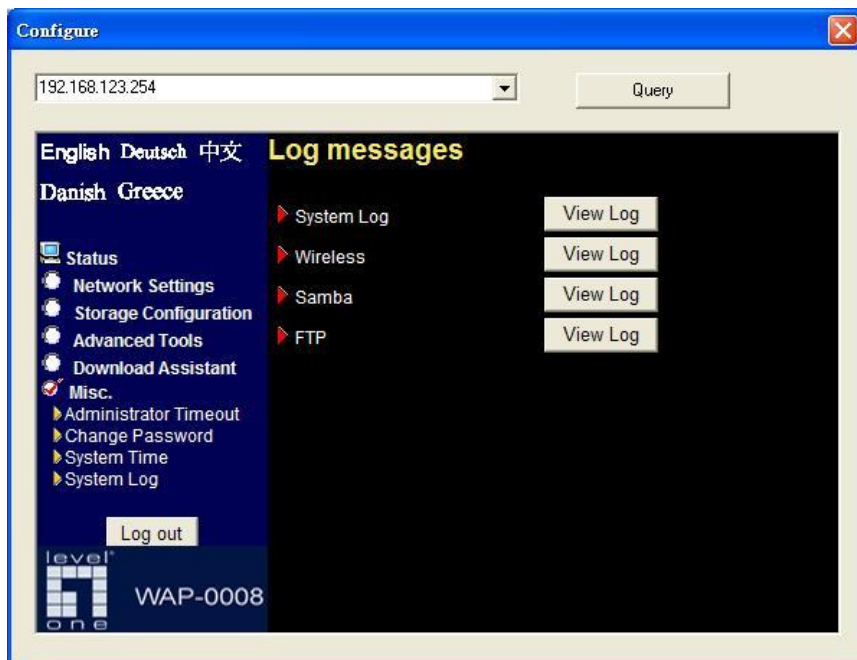 Configure
192.168.123.254
Query
English Deutsch 中文
Danish Greece
Status
Network Settings
Storage Configuration
Advanced Tools
Download Assistant
Misc.
Administrator Timeout
Change Password
System Time
System Log
Log out
level
one
WAP-0008
Log messages
System Log View Log
Wireless View Log
Samba View Log
FTP View Log